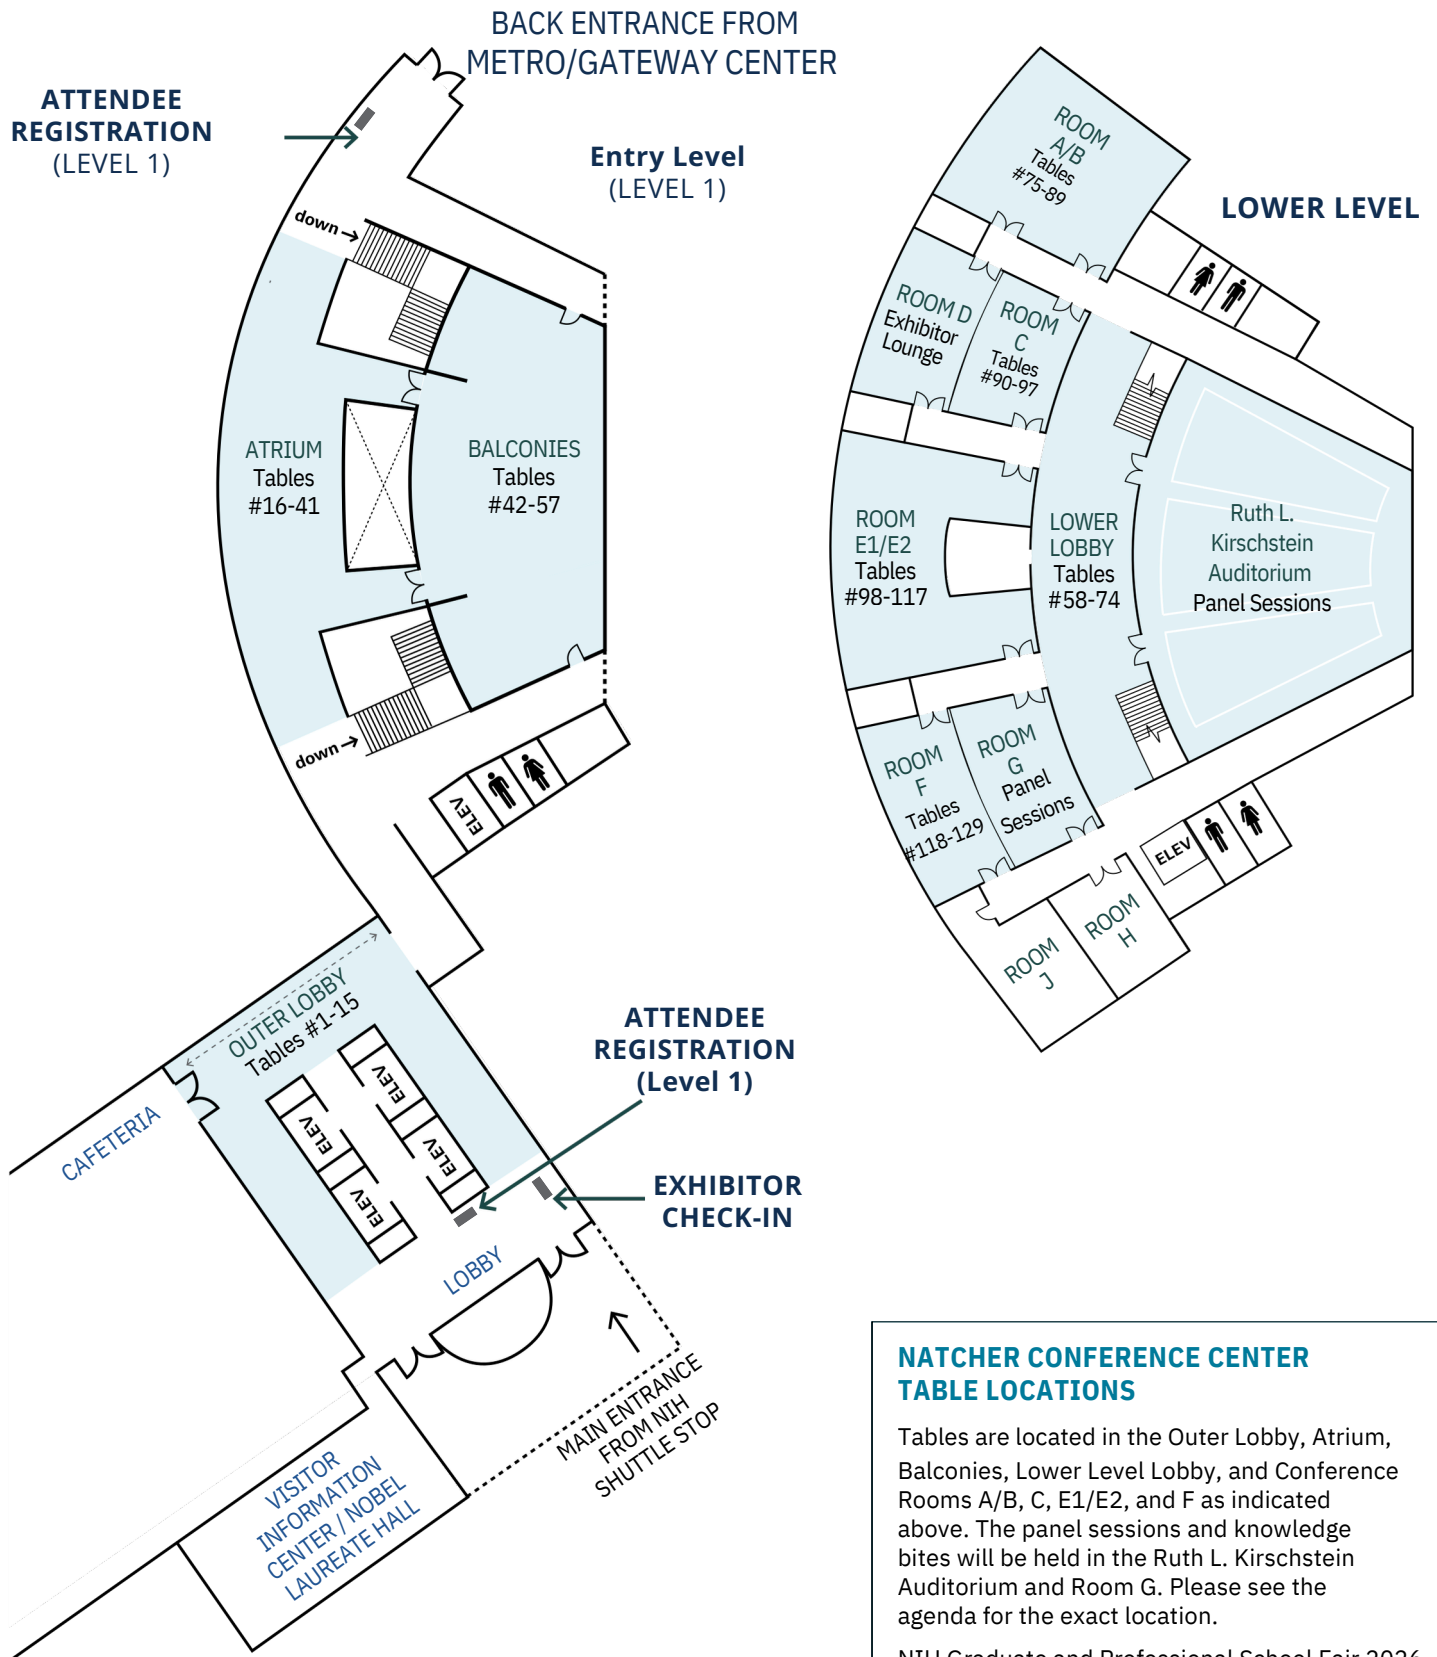 BACK ENTRANCE FROM
METRO/GATEWAY CENTER
ATTENDEE
REGISTRATION
(LEVEL 1)
Entry Level
(LEVEL 1)
down
ATRIUM
Tables
#16-41
BALCONIES
Tables
#42-57
down
ELEV
OUTER LOBBY
Tables #1-15
CAFETERIA
ELEV
ELEV
ELEV
ELEV
ATTENDEE
REGISTRATION
(Level 1)
EXHIBITOR
CHECK-IN
LOBBY
MAIN ENTRANCE
FROM NIH
SHUTTLE STOP
VISITOR
INFORMATION
CENTER / NOBEL
LAUREATE HALL
LOWER LEVEL
ROOM
A/B
Tables
#75-89
ROOM D
Exhibitor
Lounge
ROOM
C
Tables
#90-97
ROOM
E1/E2
Tables
#98-117
LOWER
LOBBY
Tables
#58-74
Ruth L.
Kirschstein
Auditorium
Panel Sessions
ROOM
F
Tables
#118-129
ROOM
G
Panel
Sessions
ELEV
ROOM
H
ROOM
J
NATCHER CONFERENCE CENTER
TABLE LOCATIONS
Tables are located in the Outer Lobby, Atrium,
Balconies, Lower Level Lobby, and Conference
Rooms A/B, C, E1/E2, and F as indicated
above. The panel sessions and knowledge
bites will be held in the Ruth L. Kirschstein
Auditorium and Room G. Please see the
agenda for the exact location.
NIH Graduate and Professional School Fair 2026